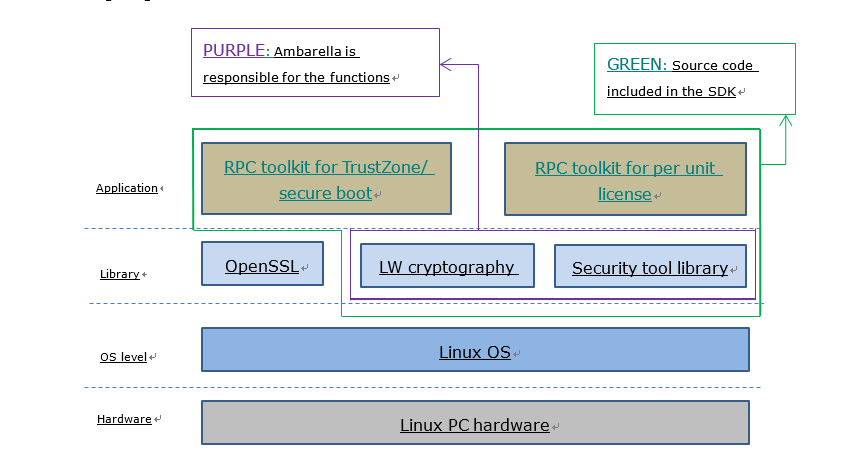 PURPLE: Ambarella is
responsible for the functions
GREEN: Source code
included in the SDK
Application
RPC toolkit for TrustZone/
secure boot
RPC toolkit for per unit
license
Library
OpenSSL
LW cryptography
Security tool library
OS level
Linux OS
Hardware
Linux PC hardware